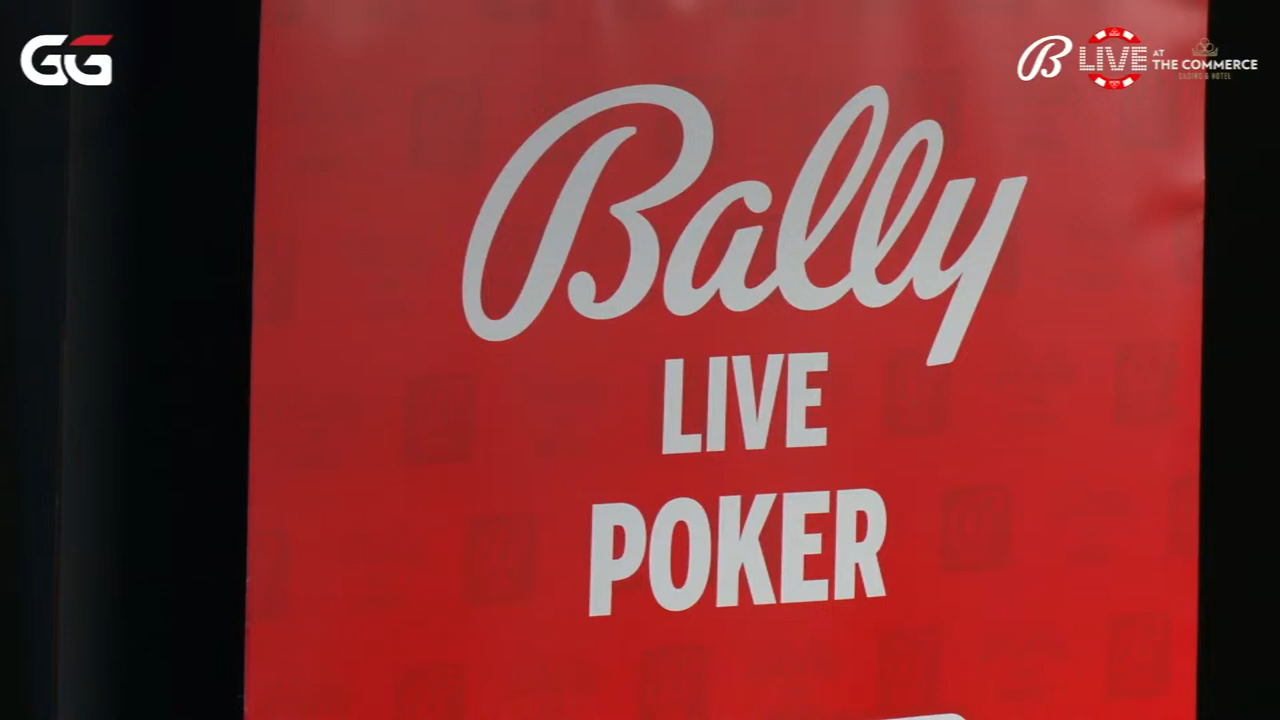 GG
B LIVE AT THE COMMERCE
CASINO & HOTEL
Bally
LIVE
POKER